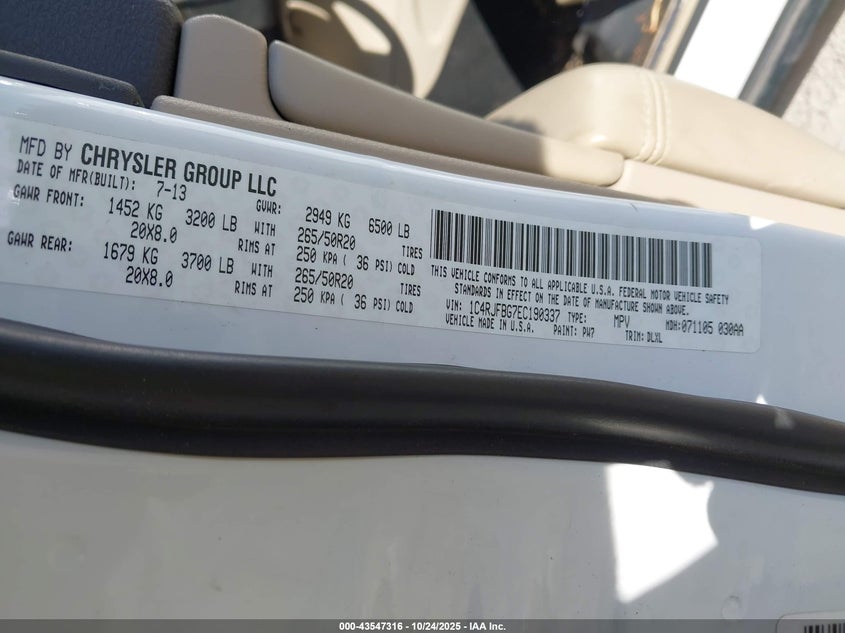 MFD BY CHRYSLER GROUP LLC
DATE OF MFR(BUILT): 7-13 GVWR: 2949 KG 6500 LB
GAWR FRONT: 1452 KG 3200 LB WITH 265/50R20 TIRES
20X8.0 RIMS AT 250 KPA ( 36 PSI) COLD
GAWR REAR: 1679 KG 3700 LB WITH 265/50R20 TIRES
20X8.0 RIMS AT 250 KPA ( 36 PSI) COLD
THIS VEHICLE CONFORMS TO ALL APPLICABLE U.S.A. FEDERAL MOTOR VEHICLE SAFETY
STANDARDS IN EFFECT ON THE DATE OF MANUFACTURE SHOWN ABOVE.
VIN: 1C4RJFBG7EC190337 TYPE: MPV MDH: 071105 030AA
VEHICLE MADE IN U.S.A. PAINT: PW7 TRIM: DLXL
000-43547316 • 10/24/2025 • IAA Inc.